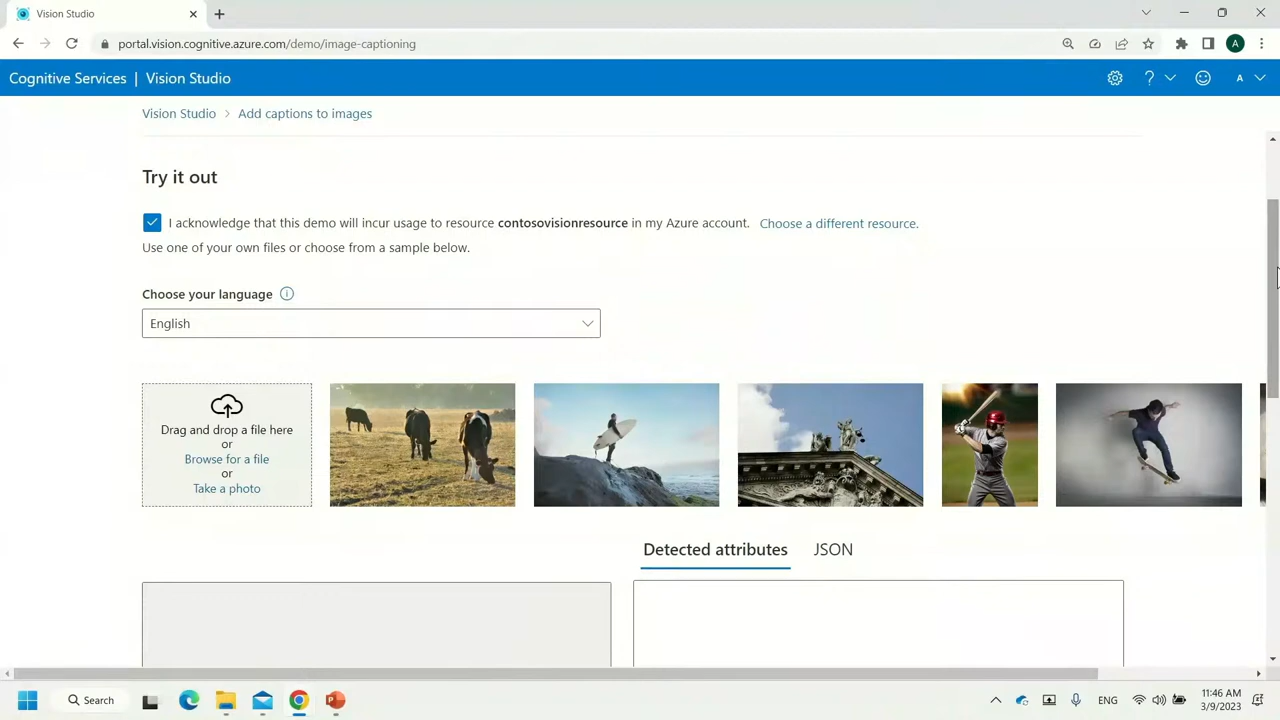 Vision Studio
portal.vision.cognitive.azure.com/demo/image-captioning
A
Cognitive Services | Vision Studio
A
Vision Studio > Add captions to images
Try it out
I acknowledge that this demo will incur usage to resource contosovisionresource in my Azure account. Choose a different resource.
Use one of your own files or choose from a sample below.
Choose your language
English
Drag and drop a file here
or
Browse for a file
or
Take a photo
Detected attributes JSON
Search
ENG
11:46 AM
3/9/2023